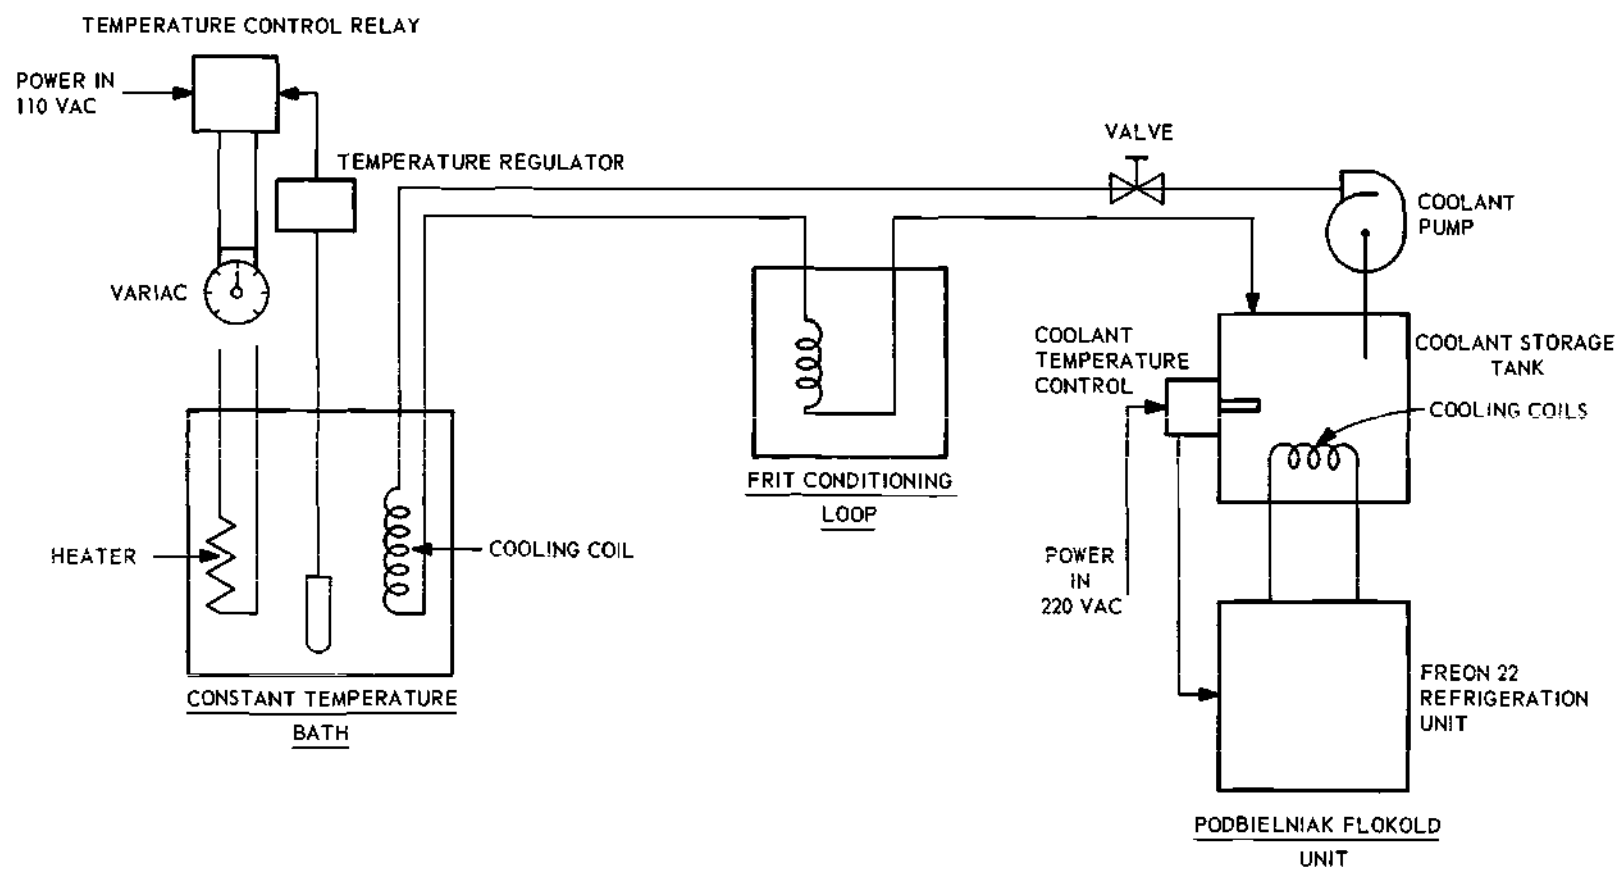 TEMPERATURE CONTROL RELAY
POWER IN
110 VAC
TEMPERATURE REGULATOR
VARIAC
HEATER
COOLING COIL
CONSTANT TEMPERATURE
BATH
VALVE
COOLANT
PUMP
FRIT CONDITIONING
LOOP
COOLANT
TEMPERATURE
CONTROL
COOLANT STORAGE
TANK
COOLING COILS
POWER
IN
220 VAC
FREON 22
REFRIGERATION
UNIT
PODBIELNIAK FLOKOLD
UNIT